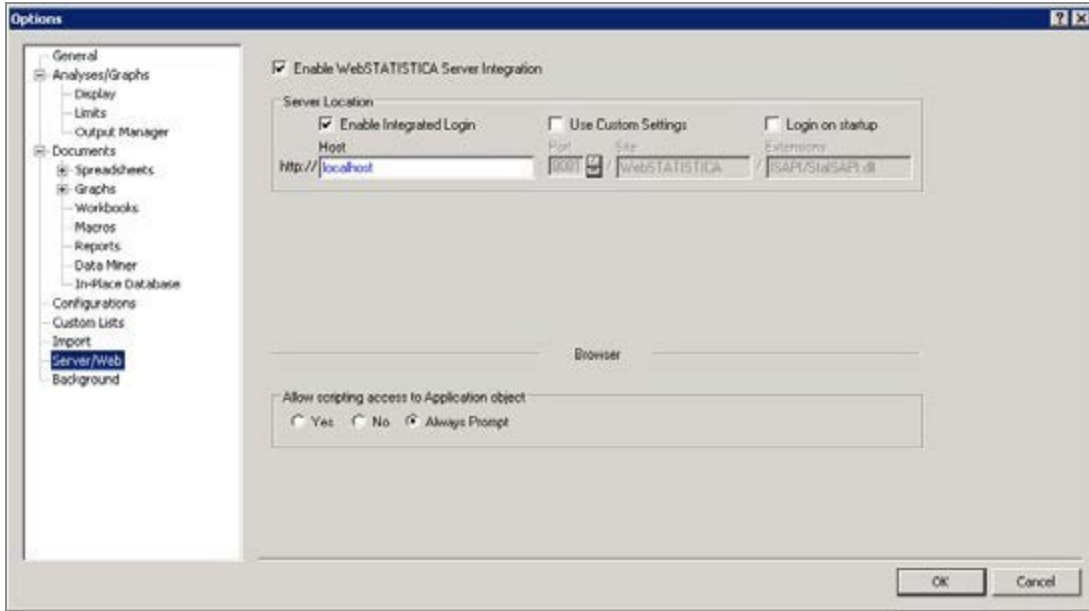 Options
General
Analyses/Graphs
Display
Limits
Output Manager
Documents
Spreadsheets
Graphs
Workbooks
Macros
Reports
Data Miner
In-Place Database
Configurations
Custom Lists
Import
Server/Web
Background
Enable WebSTATISTICA Server Integration
Server Location
Enable Integrated Login Use Custom Settings Login on startup
Host Port Site Extensions
http:// localhost / WebSTATISTICA / ISAPI/StaISAPI.dll
Browser
Allow scripting access to Application object
Yes No Always Prompt
OK Cancel